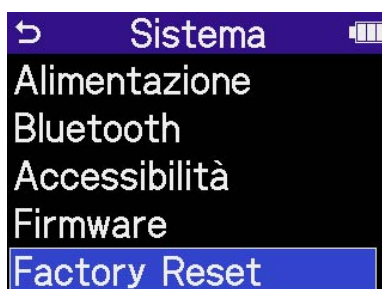 Sistema
Alimentazione
Bluetooth
Accessibilità
Firmware
Factory Reset